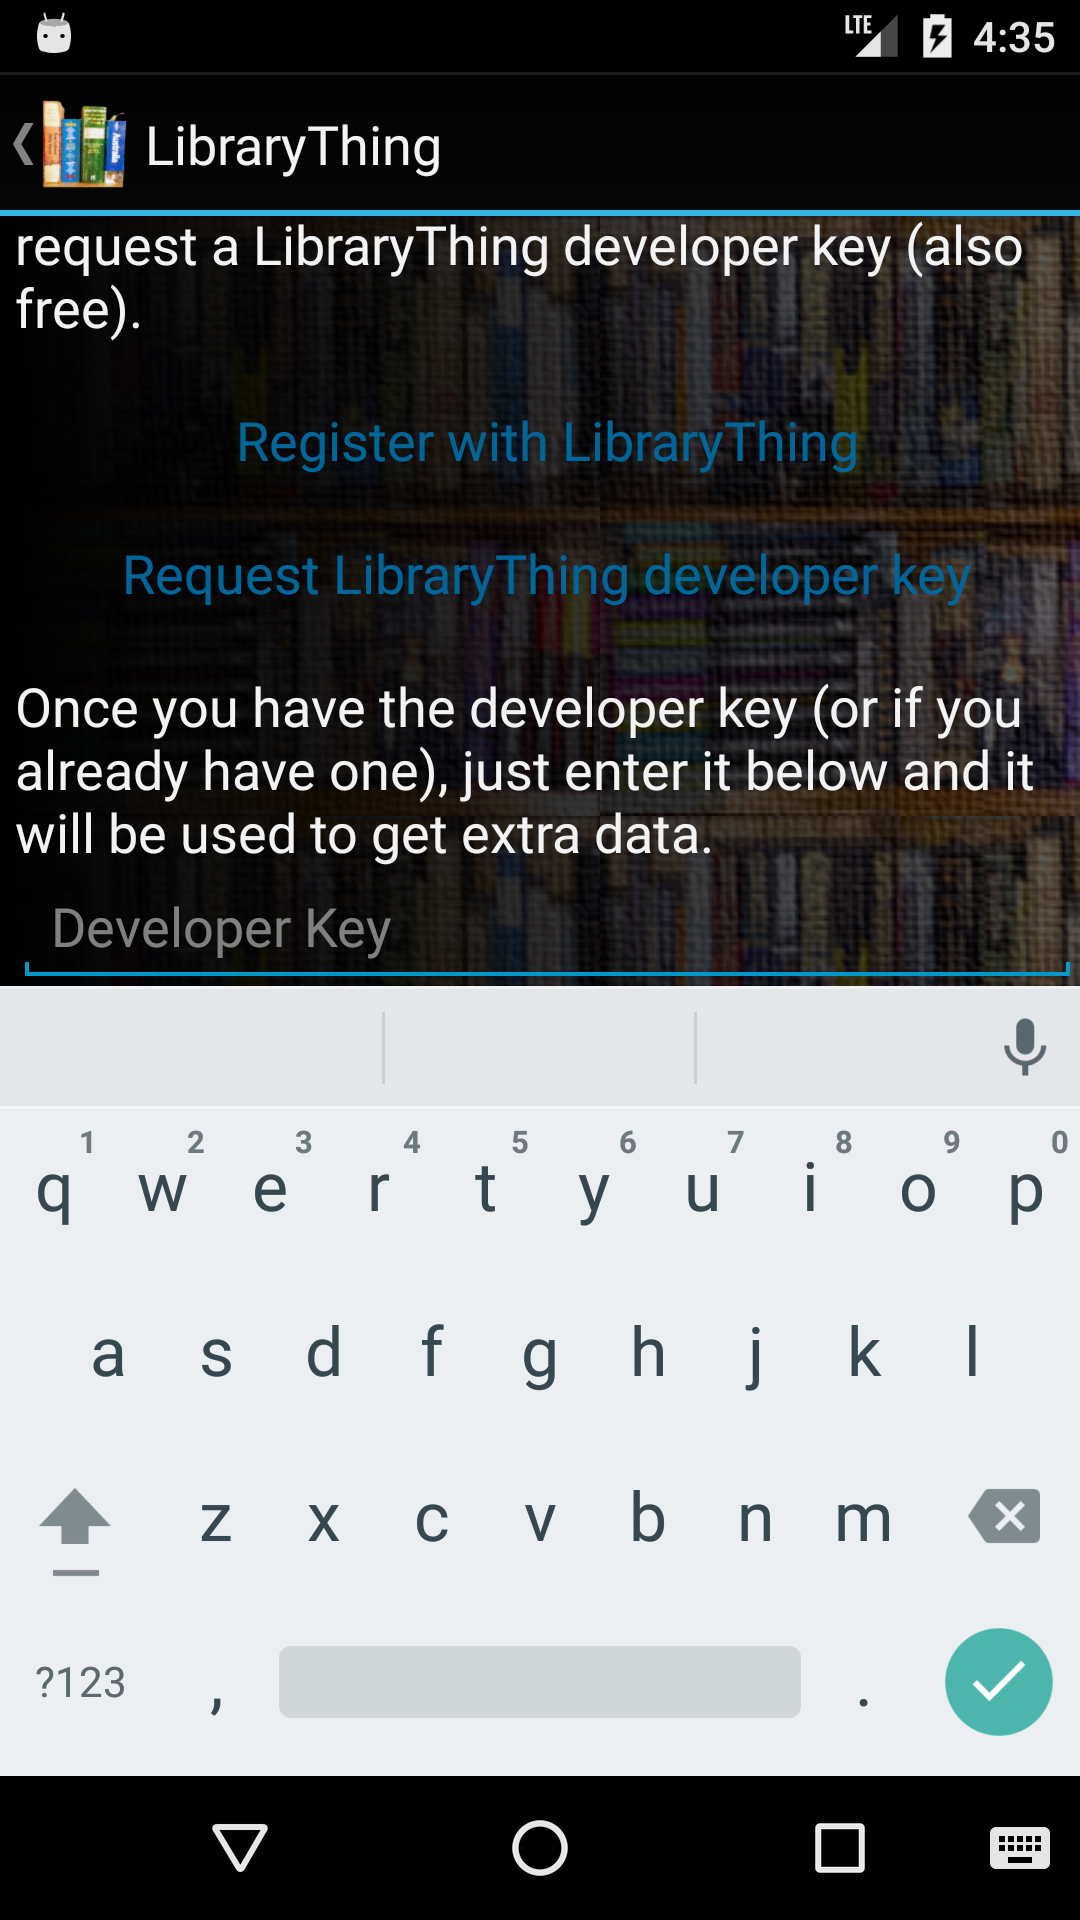 LTE 4:35
LibraryThing
request a LibraryThing developer key (also
free).
Register with LibraryThing
Request LibraryThing developer key
Once you have the developer key (or if you
already have one), just enter it below and it
will be used to get extra data.
Developer Key
1 2 3 4 5 6 7 8 9 0
q w e r t y u i o p
a s d f g h j k l
z x c v b n m
?123 , .